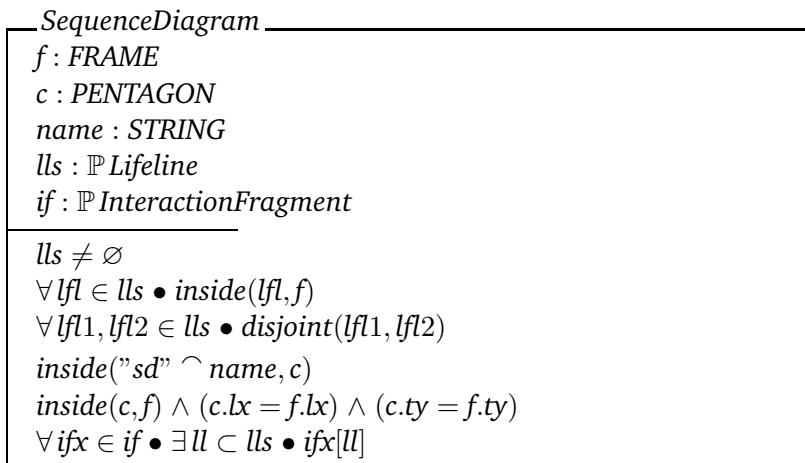 SequenceDiagram
f : FRAME
c : PENTAGON
name : STRING
lls : ℙ Lifeline
if : ℙ InteractionFragment
lls ≠ ∅
∀ lfl ∈ lls • inside(lfl, f)
∀ lfl1, lfl2 ∈ lls • disjoint(lfl1, lfl2)
inside(”sd” ⌢ name, c)
inside(c, f) ∧ (c.lx = f.lx) ∧ (c.ty = f.ty)
∀ ifx ∈ if • ∃ ll ⊂ lls • ifx[ll]